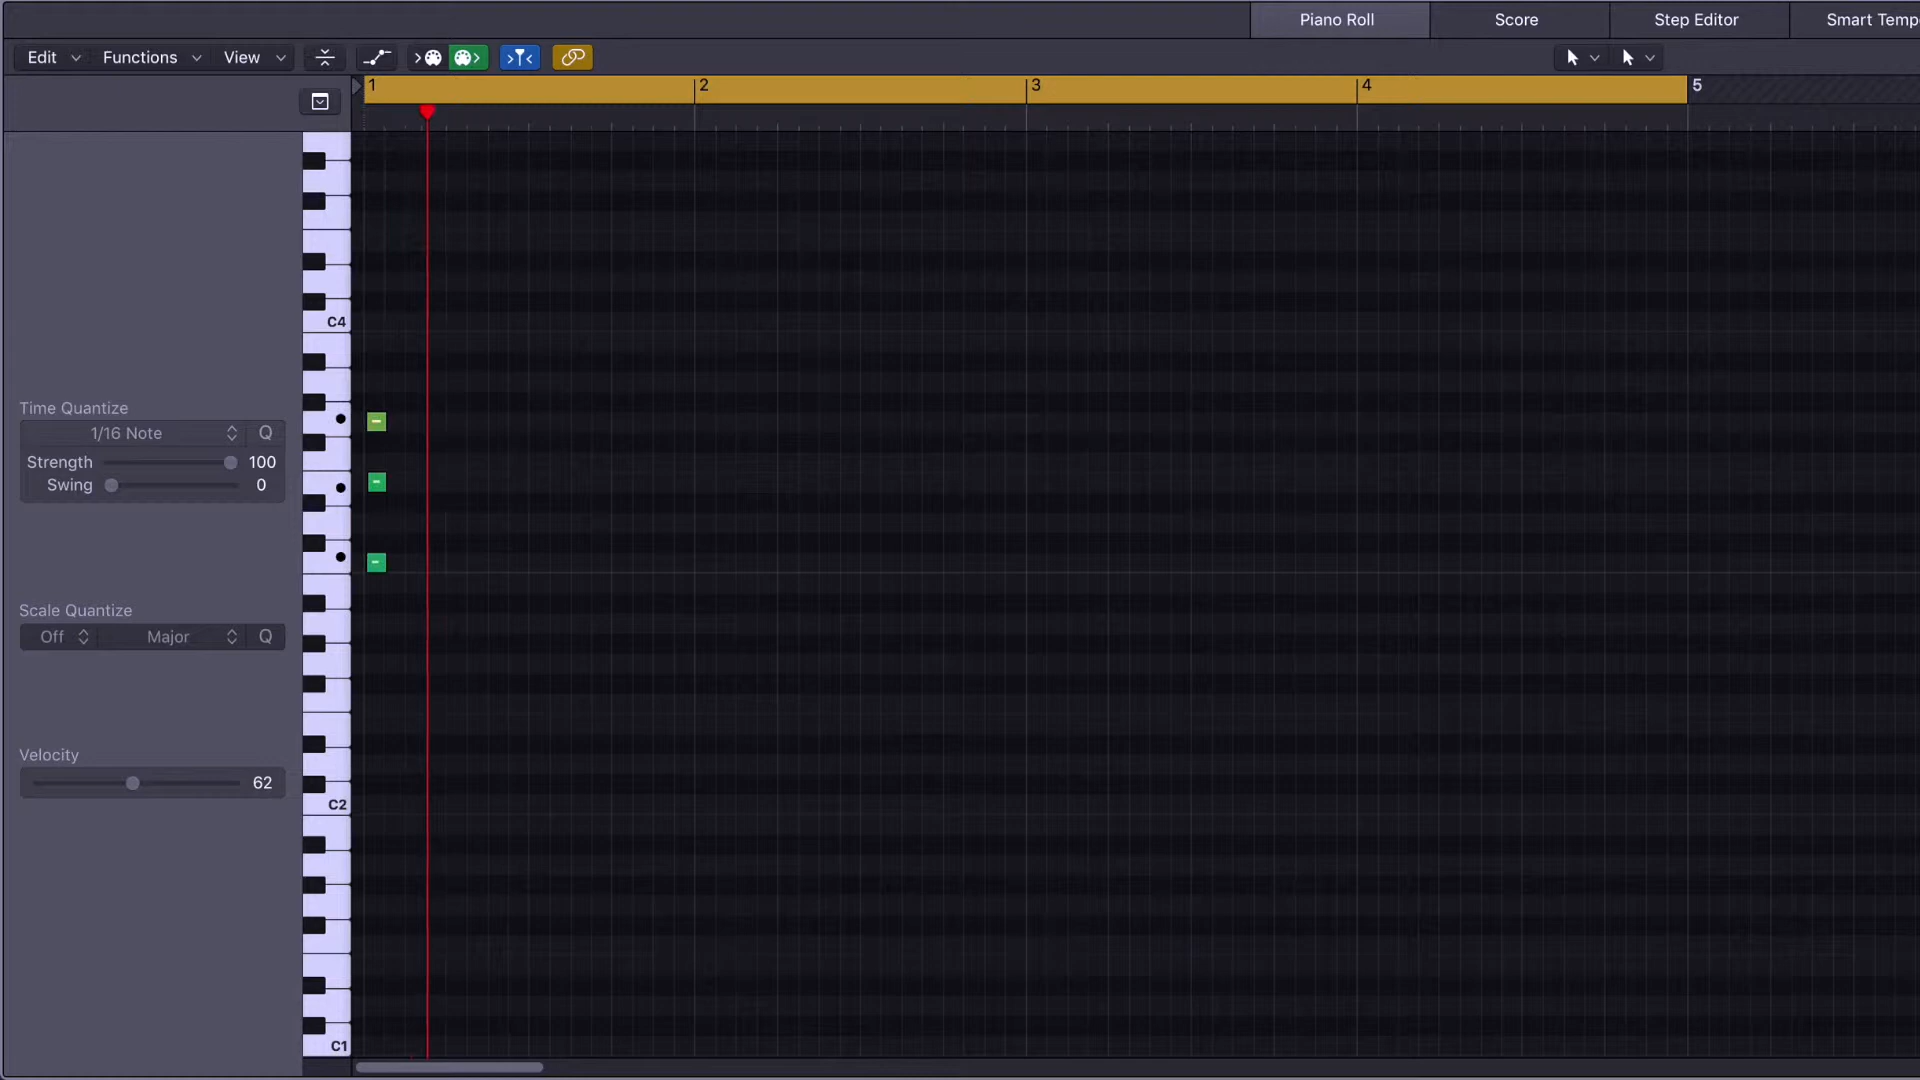 Piano Roll Score Step Editor Smart Tempo
Edit Functions View
1 2 3 4 5
C4
Time Quantize
1/16 Note Q
Strength 100
Swing 0
Scale Quantize
Off Major Q
Velocity
62
C2
C1